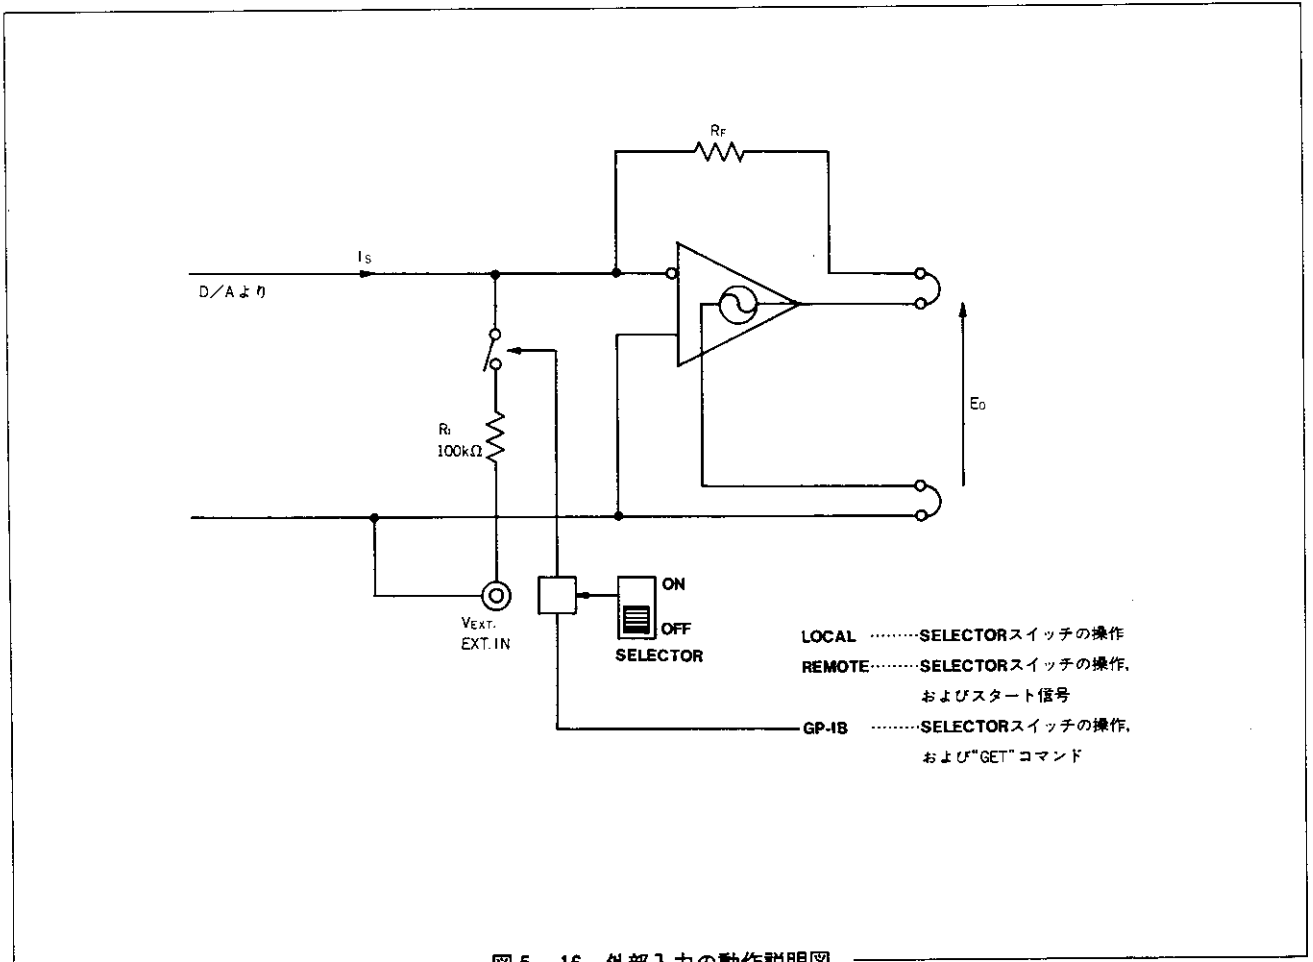 RF
Is
D/Aより
Ri
100kΩ
Eo
ON
OFF
SELECTOR
VEXT.
EXT.IN
LOCAL ········SELECTORスイッチの操作
REMOTE········SELECTORスイッチの操作,
およびスタート信号
GP-IB ········SELECTORスイッチの操作,
および"GET"コマンド
図5-16 外部入力の動作説明図